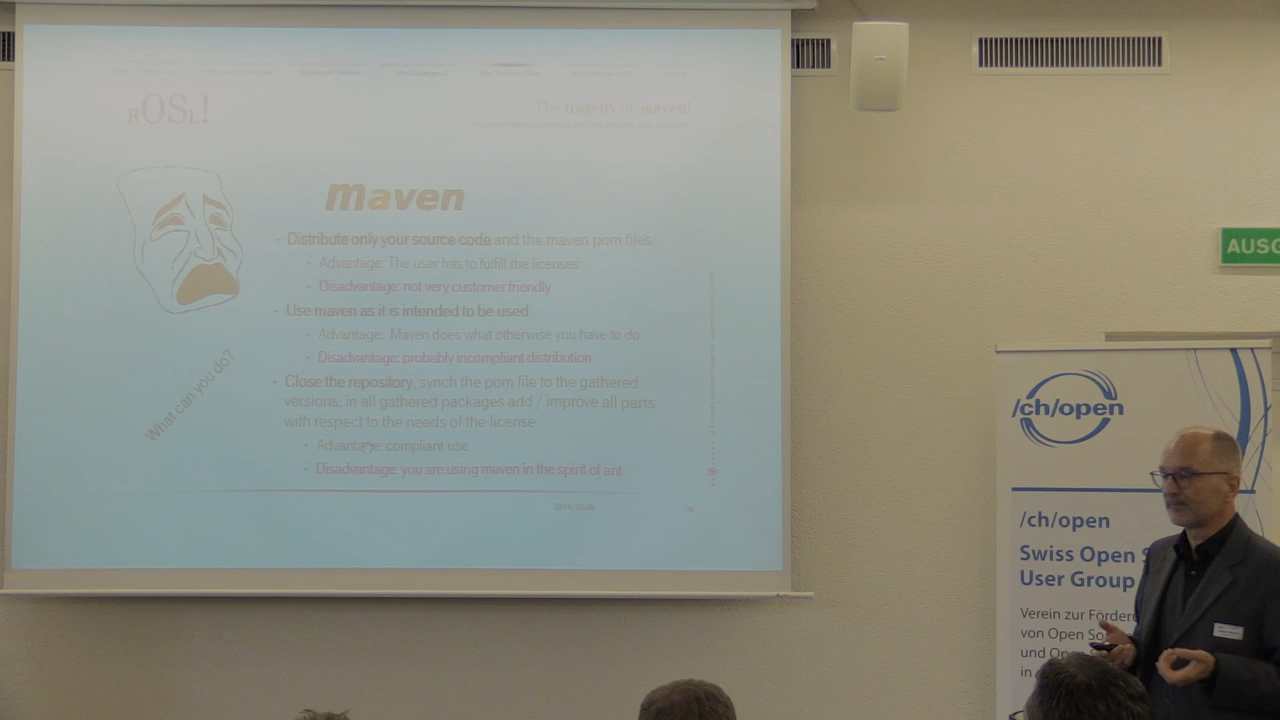 ROSL!
The tragedy of maven!
maven
• Distribute only your source code and the maven pom files
• Advantage: The user has to fulfill the licenses
• Disadvantage: not very customer friendly
• Use maven as it is intended to be used
• Advantage: Maven does what otherwise you have to do
• Disadvantage: probably incompliant distribution
• Close the repository, synch the pom file to the gathered
versions, in all gathered packages add / improve all parts
with respect to the needs of the license
• Advantage: compliant use
• Disadvantage: you are using maven in the spirit of ant
What can you do?
AUSG
/ch/open
/ch/open
Swiss Open S
User Group
Verein zur Förder
von Open So
und Ope
in